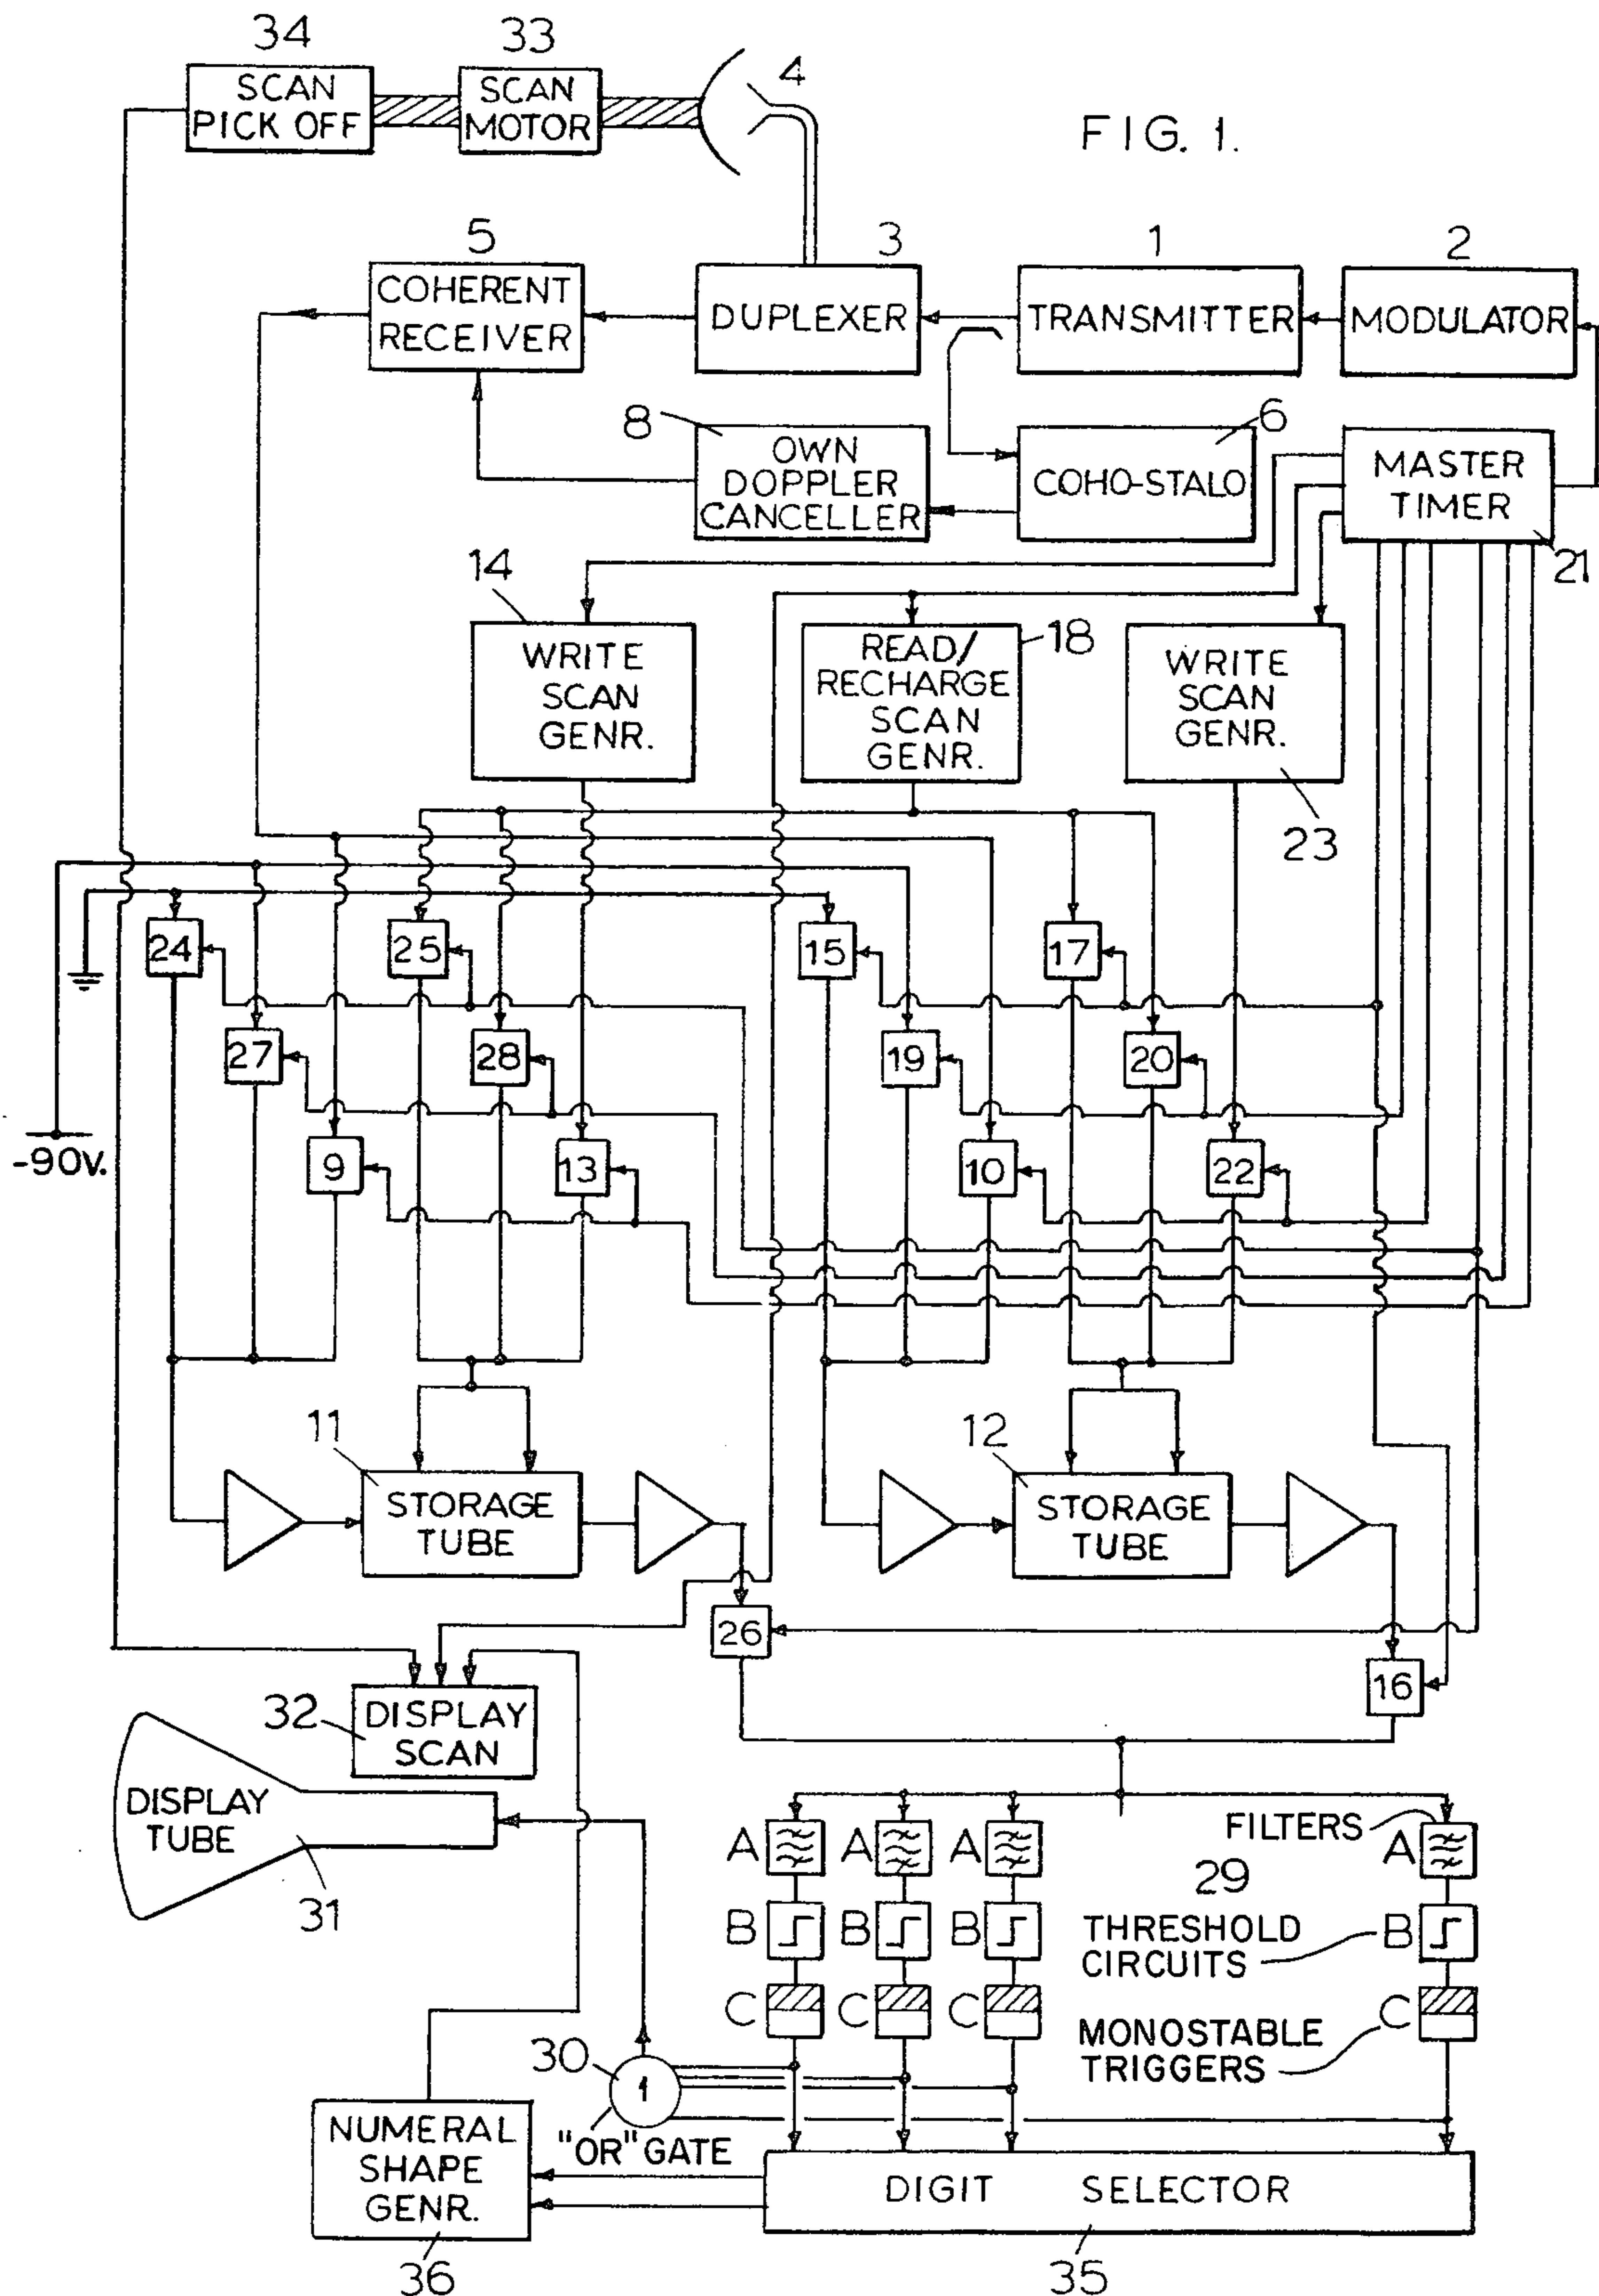 34
33
4
SCAN
PICK OFF
SCAN
MOTOR
FIG. 1.
5
3
1
2
COHERENT
RECEIVER
DUPLEXER
TRANSMITTER
MODULATOR
8
6
OWN
DOPPLER
CANCELLER
COHO-STALO
MASTER
TIMER
21
14
WRITE
SCAN
GENR.
READ/
RECHARGE
SCAN
GENR.
18
WRITE
SCAN
GENR.
23
24
25
15
17
27
28
19
20
-90V.
9
13
10
22
11
STORAGE
TUBE
12
STORAGE
TUBE
26
16
32
DISPLAY
SCAN
DISPLAY
TUBE
31
FILTERS
A
A
A
A
29
THRESHOLD
CIRCUITS
B
B
B
B
MONOSTABLE
TRIGGERS
C
C
C
C
30
1
"OR" GATE
NUMERAL
SHAPE
GENR.
36
DIGIT SELECTOR
35